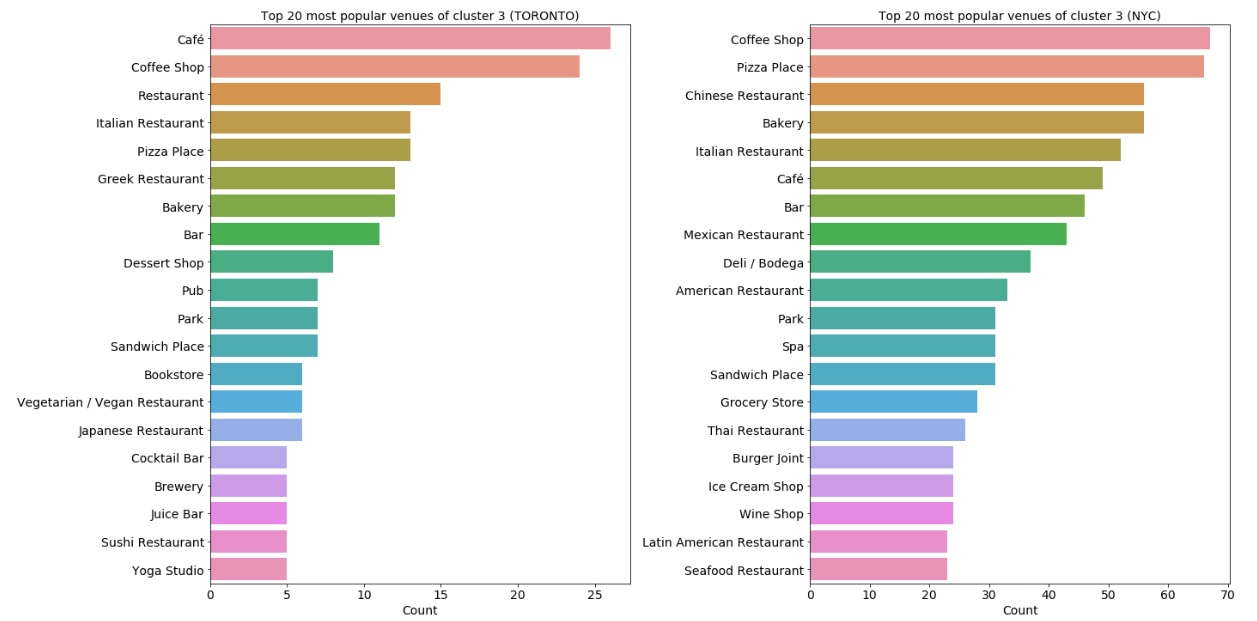 Top 20 most popular venues of cluster 3 (TORONTO)
Café
Coffee Shop
Restaurant
Italian Restaurant
Pizza Place
Greek Restaurant
Bakery
Bar
Dessert Shop
Pub
Park
Sandwich Place
Bookstore
Vegetarian / Vegan Restaurant
Japanese Restaurant
Cocktail Bar
Brewery
Juice Bar
Sushi Restaurant
Yoga Studio
0 5 10 15 20 25
Count
Top 20 most popular venues of cluster 3 (NYC)
Coffee Shop
Pizza Place
Chinese Restaurant
Bakery
Italian Restaurant
Café
Bar
Mexican Restaurant
Deli / Bodega
American Restaurant
Park
Spa
Sandwich Place
Grocery Store
Thai Restaurant
Burger Joint
Ice Cream Shop
Wine Shop
Latin American Restaurant
Seafood Restaurant
0 10 20 30 40 50 60 70
Count